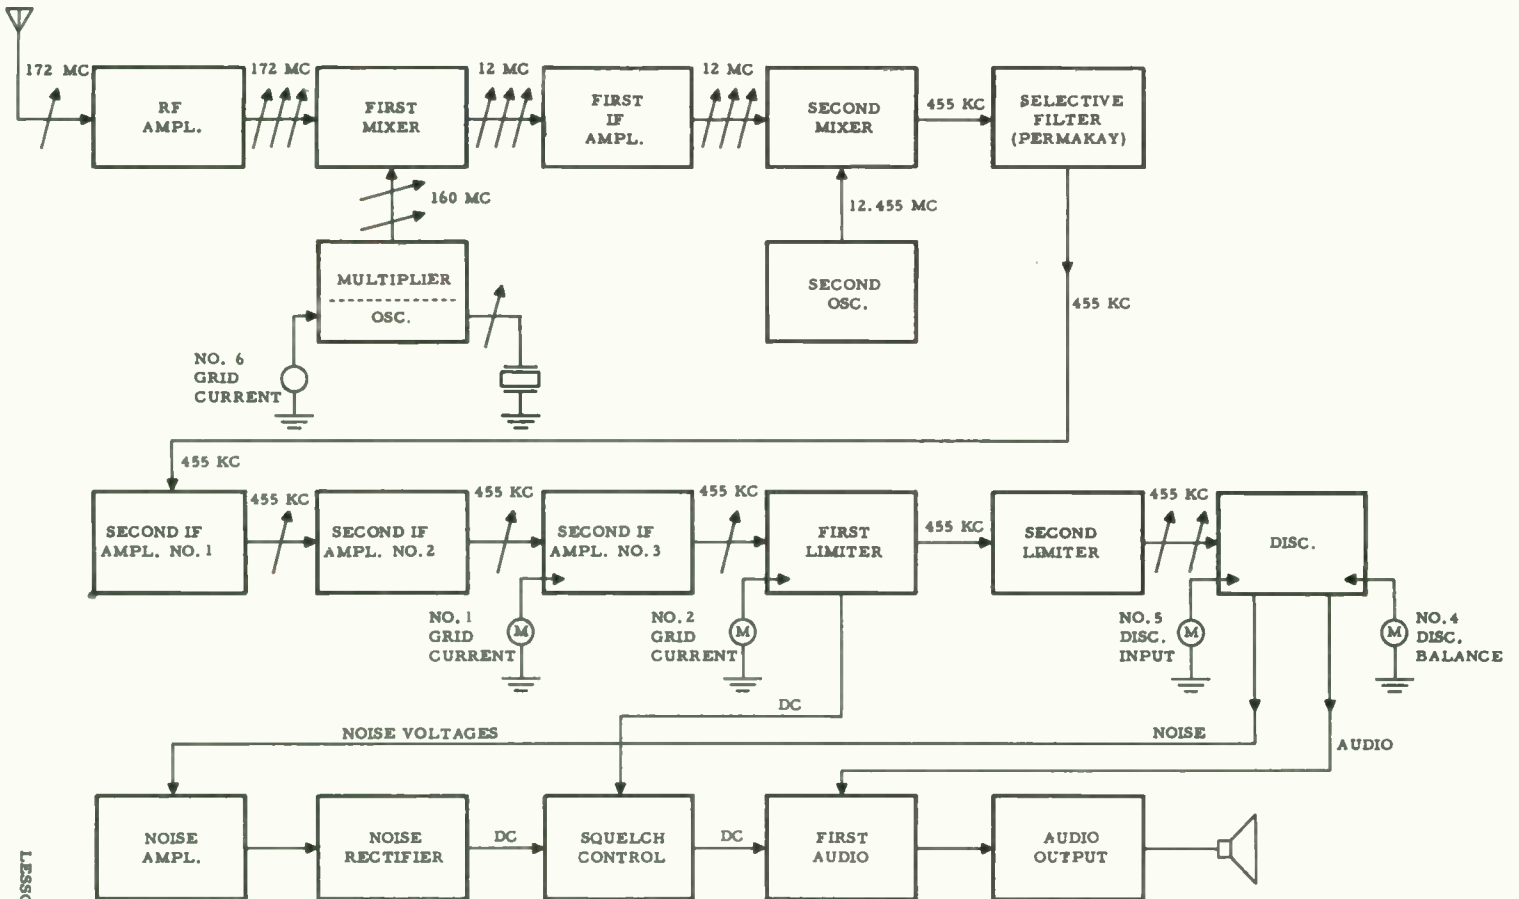 172 MC
RF
AMPL.
172 MC
FIRST
MIXER
12 MC
FIRST
IF
AMPL.
12 MC
SECOND
MIXER
455 KC
SELECTIVE
FILTER
(PERMAKAY)
160 MC
12.455 MC
MULTIPLIER
OSC.
SECOND
OSC.
455 KC
NO. 6
GRID
CURRENT
455 KC
SECOND IF
AMPL. NO. 1
455 KC
SECOND IF
AMPL. NO. 2
455 KC
SECOND IF
AMPL. NO. 3
455 KC
FIRST
LIMITER
455 KC
SECOND
LIMITER
455 KC
DISC.
NO. 1
GRID
CURRENT
M
NO. 2
GRID
CURRENT
M
NO. 5
DISC.
INPUT
M
M
NO. 4
DISC.
BALANCE
DC
NOISE VOLTAGES
NOISE
AUDIO
NOISE
AMPL.
NOISE
RECTIFIER
DC
SQUELCH
CONTROL
DC
FIRST
AUDIO
AUDIO
OUTPUT